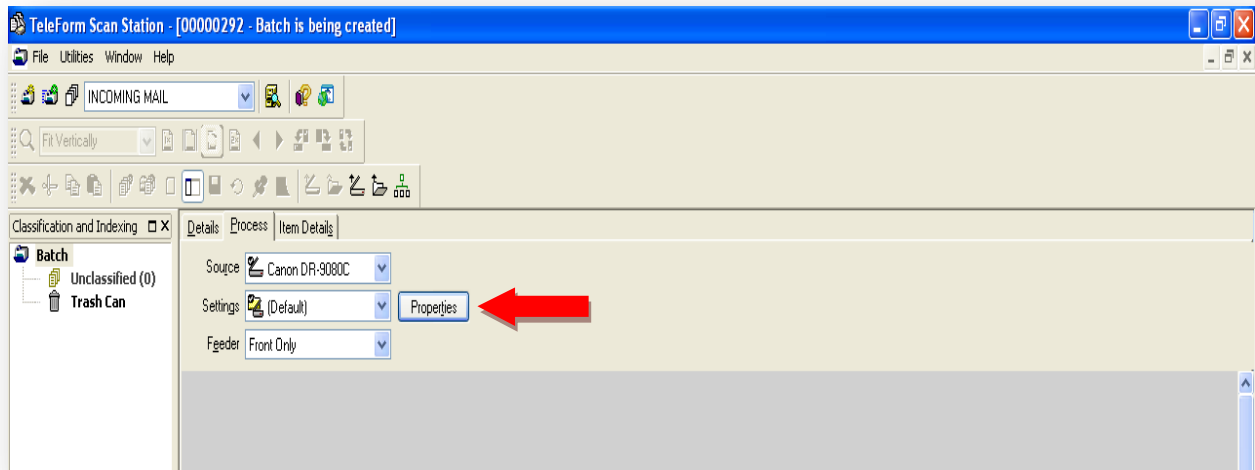 TeleForm Scan Station - [00000292 - Batch is being created]
File Utilities Window Help
INCOMING MAIL
Fit Vertically
Classification and Indexing
Details Process Item Details
Batch
Unclassified (0)
Trash Can
Source Canon DR-9080C
Settings (Default) Properties
Feeder Front Only